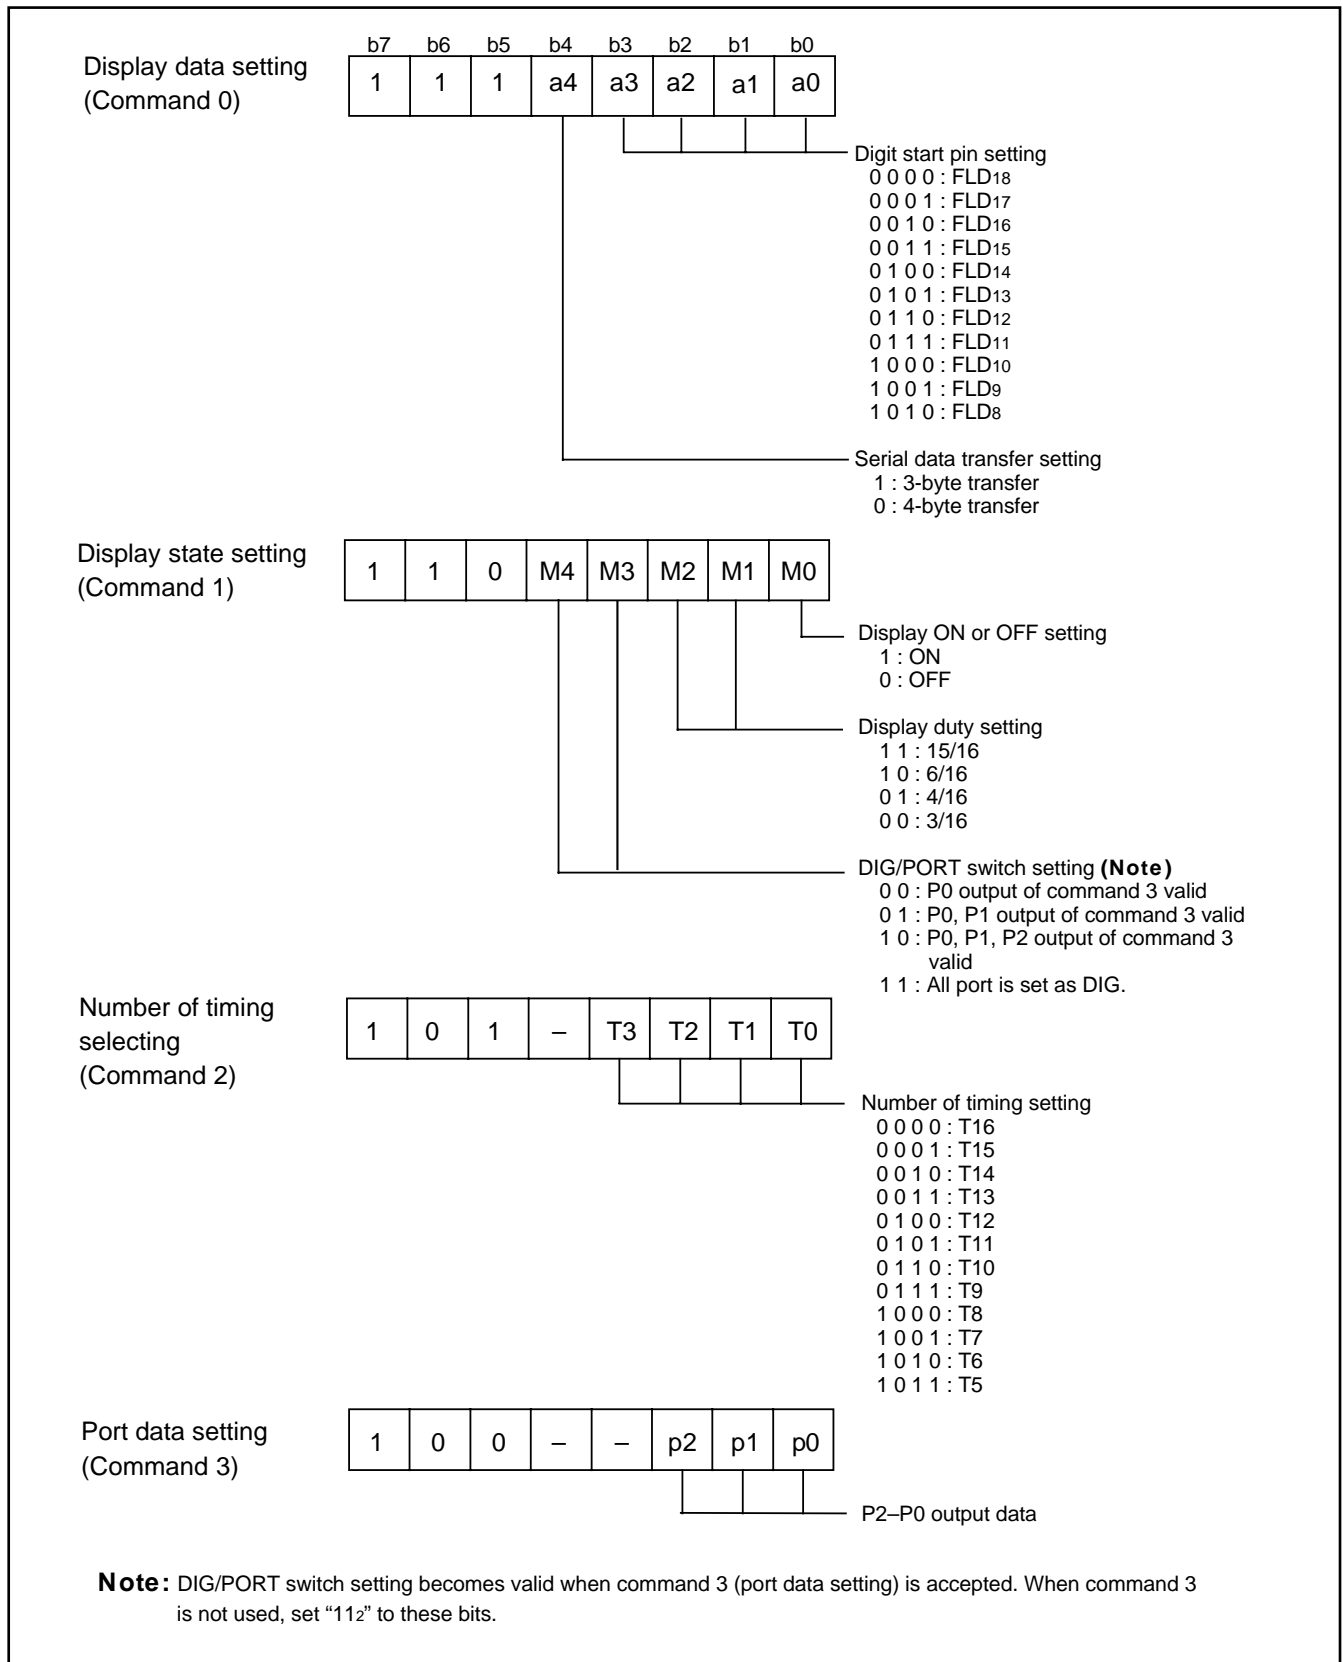 b7 b6 b5 b4 b3 b2 b1 b0
Display data setting
(Command 0)
1 1 1 a4 a3 a2 a1 a0
Digit start pin setting
0 0 0 0 : FLD18
0 0 0 1 : FLD17
0 0 1 0 : FLD16
0 0 1 1 : FLD15
0 1 0 0 : FLD14
0 1 0 1 : FLD13
0 1 1 0 : FLD12
0 1 1 1 : FLD11
1 0 0 0 : FLD10
1 0 0 1 : FLD9
1 0 1 0 : FLD8
Serial data transfer setting
1 : 3-byte transfer
0 : 4-byte transfer
Display state setting
(Command 1)
1 1 0 M4 M3 M2 M1 M0
Display ON or OFF setting
1 : ON
0 : OFF
Display duty setting
1 1 : 15/16
1 0 : 6/16
0 1 : 4/16
0 0 : 3/16
DIG/PORT switch setting (Note)
0 0 : P0 output of command 3 valid
0 1 : P0, P1 output of command 3 valid
1 0 : P0, P1, P2 output of command 3
valid
1 1 : All port is set as DIG.
Number of timing
selecting
(Command 2)
1 0 1 – T3 T2 T1 T0
Number of timing setting
0 0 0 0 : T16
0 0 0 1 : T15
0 0 1 0 : T14
0 0 1 1 : T13
0 1 0 0 : T12
0 1 0 1 : T11
0 1 1 0 : T10
0 1 1 1 : T9
1 0 0 0 : T8
1 0 0 1 : T7
1 0 1 0 : T6
1 0 1 1 : T5
Port data setting
(Command 3)
1 0 0 – – p2 p1 p0
P2–P0 output data
Note: DIG/PORT switch setting becomes valid when command 3 (port data setting) is accepted. When command 3
is not used, set “112” to these bits.